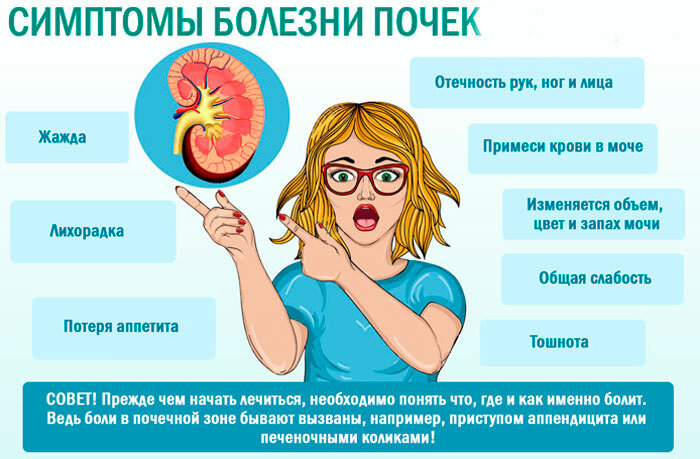 СИМПТОМЫ БОЛЕЗНИ ПОЧЕК
Жажда
Лихорадка
Потеря аппетита
Отечность рук, ног и лица
Примеси крови в моче
Изменяется объем,
цвет и запах мочи
Общая слабость
Тошнота
СОВЕТ! Прежде чем начать лечиться, необходимо понять что, где и как именно болит.
Ведь боли в почечной зоне бывают вызваны, например, приступом аппендицита или
печеночными коликами!